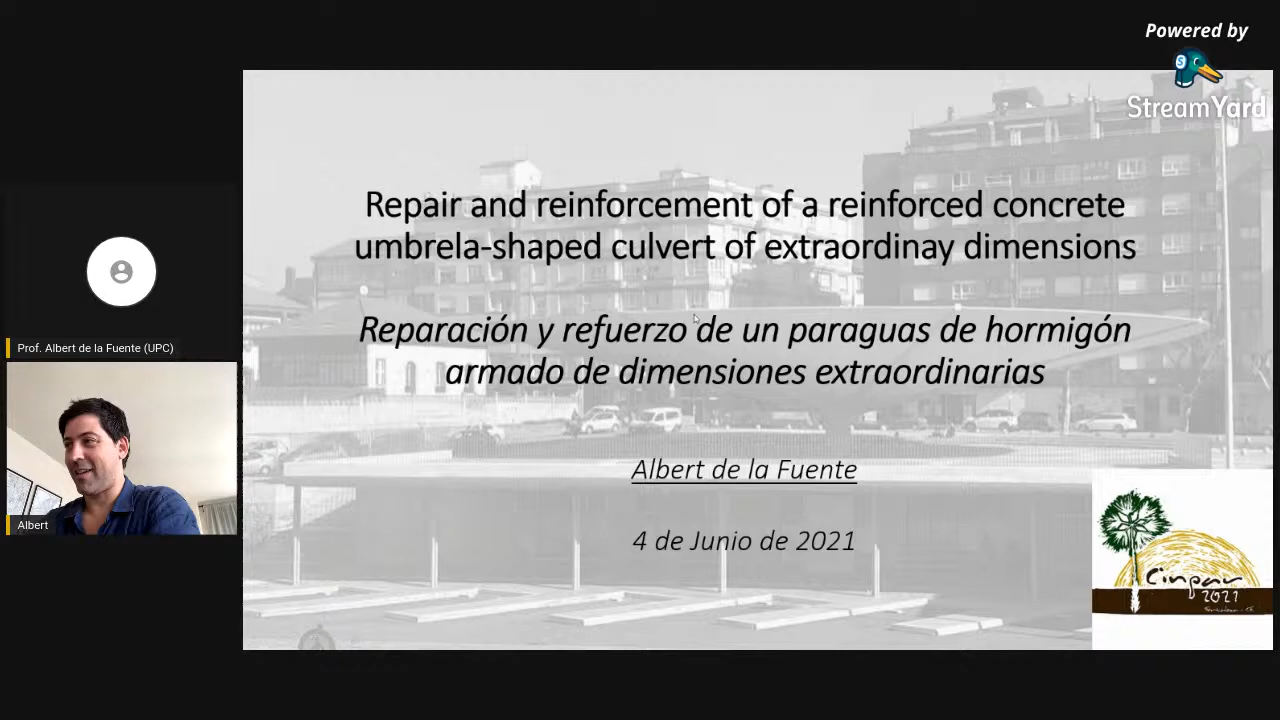 Powered by
StreamYard
Repair and reinforcement of a reinforced concrete
umbrela-shaped culvert of extraordinay dimensions
Reparación y refuerzo de un paraguas de hormigón
armado de dimensiones extraordinarias
Albert de la Fuente
4 de Junio de 2021
Prof. Albert de la Fuente (UPC)
Albert
Cinpar
2021